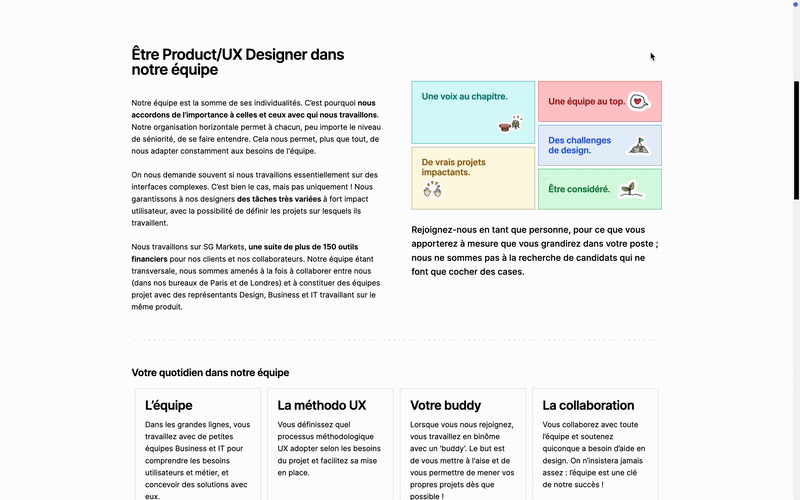 Être Product/UX Designer dans
notre équipe
Notre équipe est la somme de ses individualités. C'est pourquoi nous
accordons de l'importance à celles et ceux avec qui nous travaillons.
Notre organisation horizontale permet à chacun, peu importe le niveau
de séniorité, de se faire entendre. Cela nous permet, plus que tout, de
nous adapter constamment aux besoins de l'équipe.
On nous demande souvent si nous travaillons essentiellement sur des
interfaces complexes. C'est bien le cas, mais pas uniquement ! Nous
garantissons à nos designers des tâches très variées à fort impact
utilisateur, avec la possibilité de définir les projets sur lesquels ils
travaillent.
Nous travaillons sur SG Markets, une suite de plus de 150 outils
financiers pour nos clients et nos collaborateurs. Notre équipe étant
transversale, nous sommes amenés à la fois à collaborer entre nous
(dans nos bureaux de Paris et de Londres) et à constituer des équipes
projet avec des représentants Design, Business et IT travaillant sur le
même produit.
Une voix au chapitre.
De vrais projets
impactants.
Une équipe au top.
Des challenges
de design.
Être considéré.
Rejoignez-nous en tant que personne, pour ce que vous
apporterez à mesure que vous grandirez dans votre poste ;
nous ne sommes pas à la recherche de candidats qui ne
font que cocher des cases.
Votre quotidien dans notre équipe
L'équipe
Dans les grandes lignes, vous
travaillez avec de petites
équipes Business et IT pour
comprendre les besoins
utilisateurs et métier, et
concevoir des solutions avec
eux.
La méthodo UX
Vous définissez quel
processus méthodologique
UX adopter selon les besoins
du projet et facilitez sa mise
en place.
Votre buddy
Lorsque vous nous rejoignez,
vous travaillez en binôme
avec un 'buddy'. Le but est
de vous mettre à l'aise et de
vous permettre de mener vos
propres projets dès que
possible !
La collaboration
Vous collaborez avec toute
l'équipe et soutenez
quiconque a besoin d'aide en
design. On n'insistera jamais
assez : l'équipe est une clé
de notre succès !